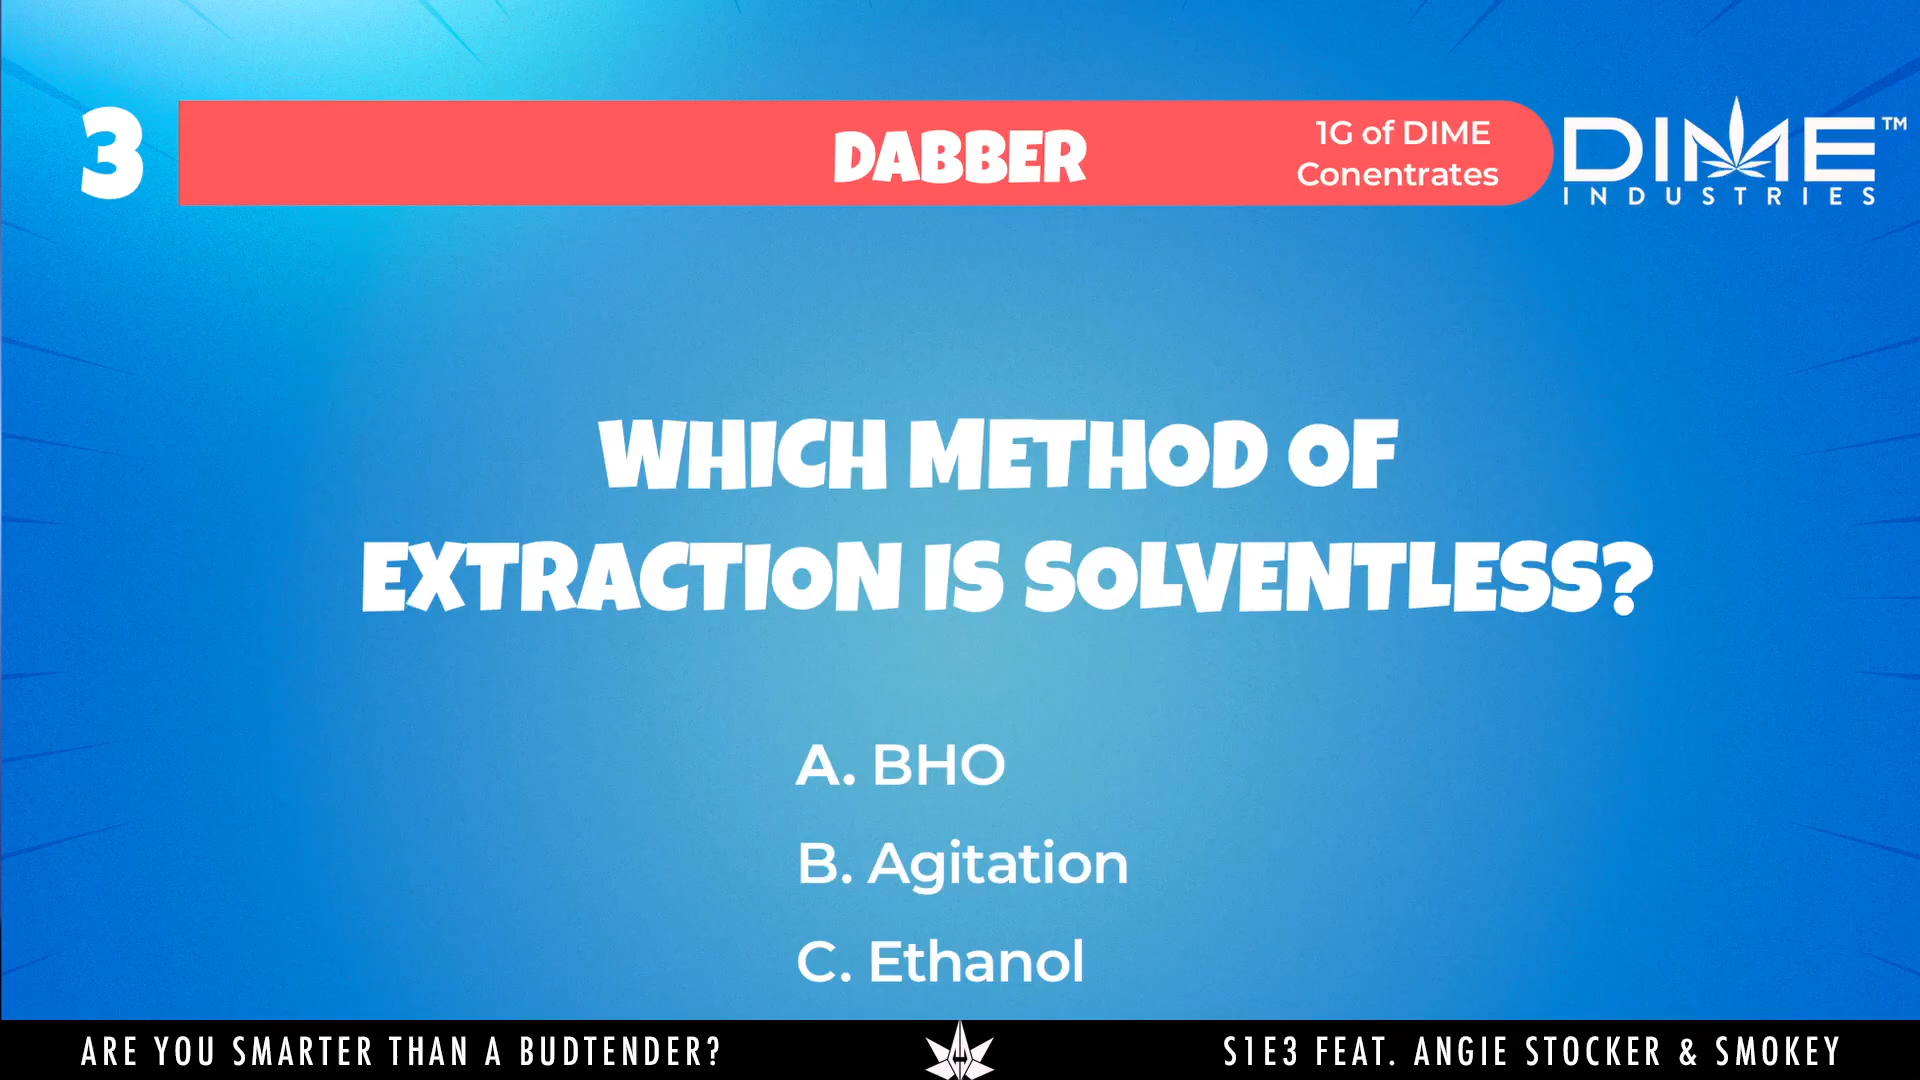 3
DABBER
1G of DIME
Conentrates
DIME™
INDUSTRIES
WHICH METHOD OF
EXTRACTION IS SOLVENTLESS?
A. BHO
B. Agitation
C. Ethanol
ARE YOU SMARTER THAN A BUDTENDER?
S1E3 FEAT. ANGIE STOCKER & SMOKEY